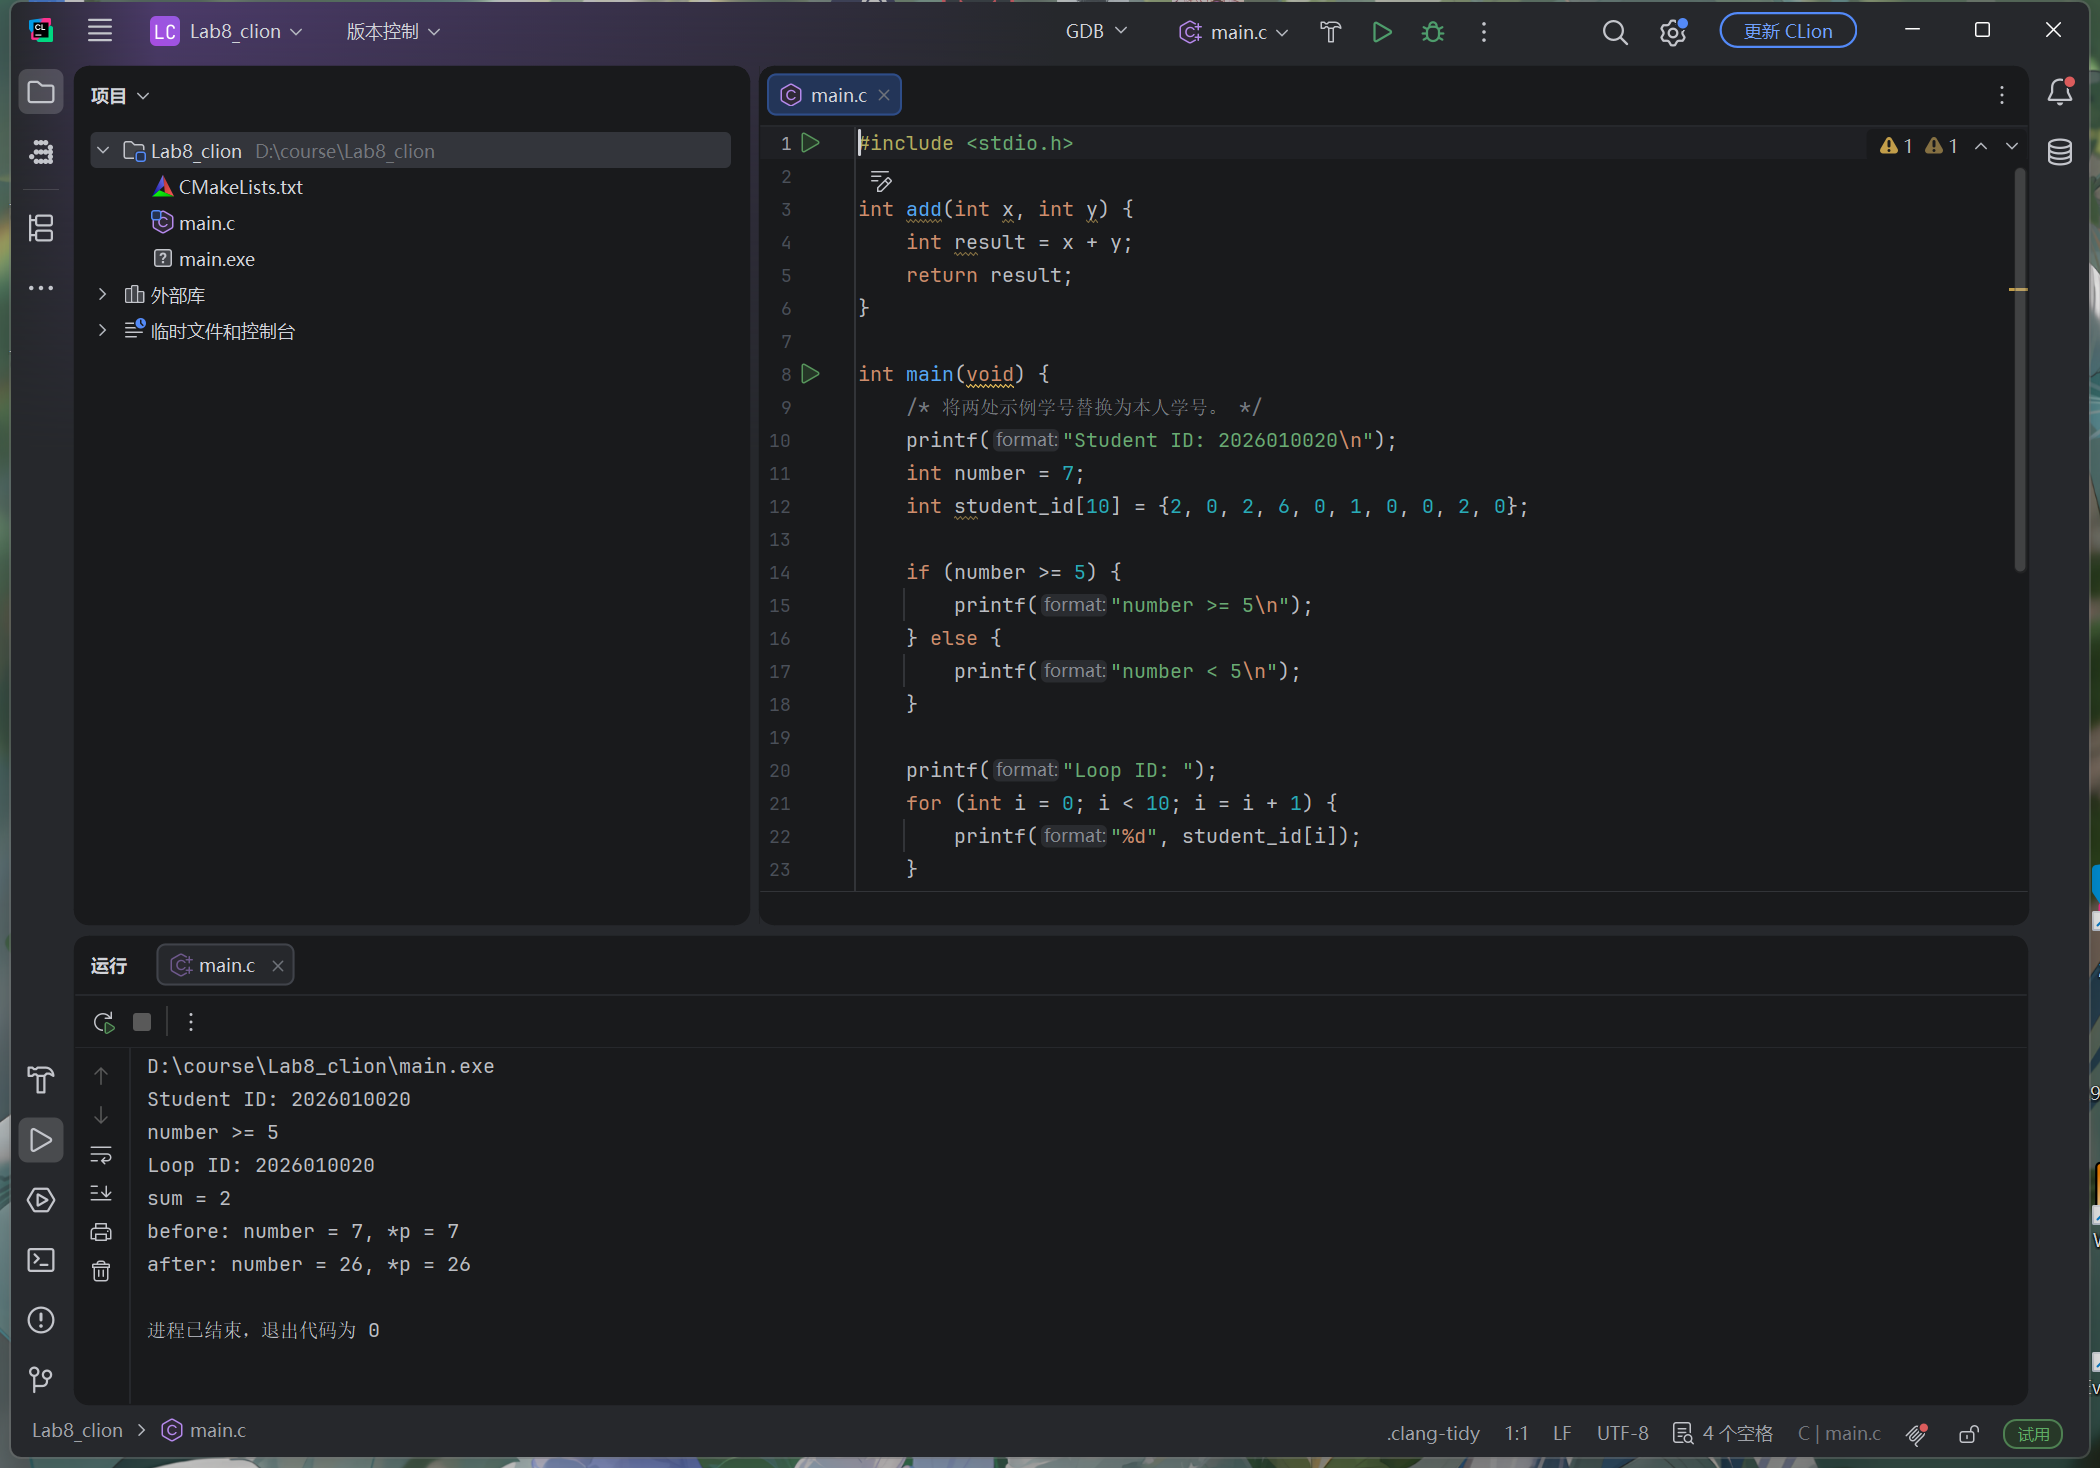 LC Lab8_clion 版本控制 GDB main.c 更新 CLion
项目
Lab8_clion D:\course\Lab8_clion
CMakeLists.txt
main.c
main.exe
外部库
临时文件和控制台
main.c
1 #include <stdio.h> 1 1
2
3 int add(int x, int y) {
4 int result = x + y;
5 return result;
6 }
7
8 int main(void) {
9 /* 将两处示例学号替换为本人学号。 */
10 printf(format:"Student ID: 2026010020\n");
11 int number = 7;
12 int student_id[10] = {2, 0, 2, 6, 0, 1, 0, 0, 2, 0};
13
14 if (number >= 5) {
15 printf(format:"number >= 5\n");
16 } else {
17 printf(format:"number < 5\n");
18 }
19
20 printf(format:"Loop ID: ");
21 for (int i = 0; i < 10; i = i + 1) {
22 printf(format:"%d", student_id[i]);
23 }
运行 main.c
D:\course\Lab8_clion\main.exe
Student ID: 2026010020
number >= 5
Loop ID: 2026010020
sum = 2
before: number = 7, *p = 7
after: number = 26, *p = 26
进程已结束，退出代码为 0
Lab8_clion > main.c
.clang-tidy 1:1 LF UTF-8 4 个空格 C | main.c 试用